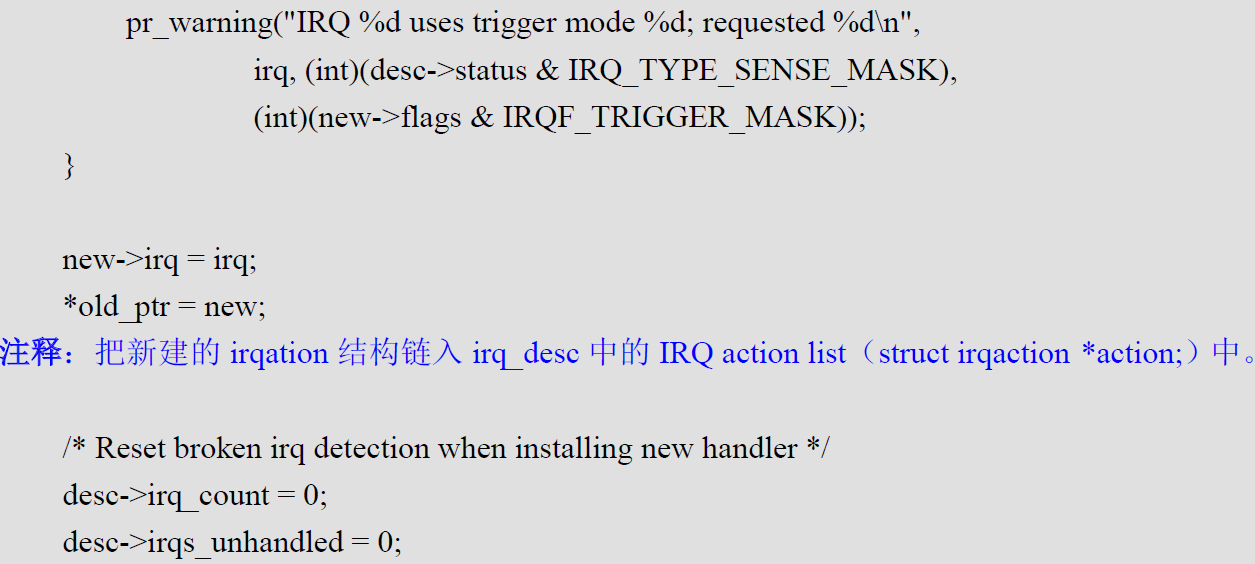 pr_warning("IRQ %d uses trigger mode %d; requested %d\n",
irq, (int)(desc->status & IRQ_TYPE_SENSE_MASK),
(int)(new->flags & IRQF_TRIGGER_MASK));
}
new->irq = irq;
*old_ptr = new;
注释：把新建的 irqation 结构链入 irq_desc 中的 IRQ action list（struct irqaction *action;）中。
/* Reset broken irq detection when installing new handler */
desc->irq_count = 0;
desc->irqs_unhandled = 0;